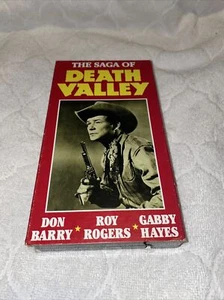 THE SAGA OF
DEATH
VALLEY
DON BARRY ★ ROY ROGERS ★ GABBY HAYES